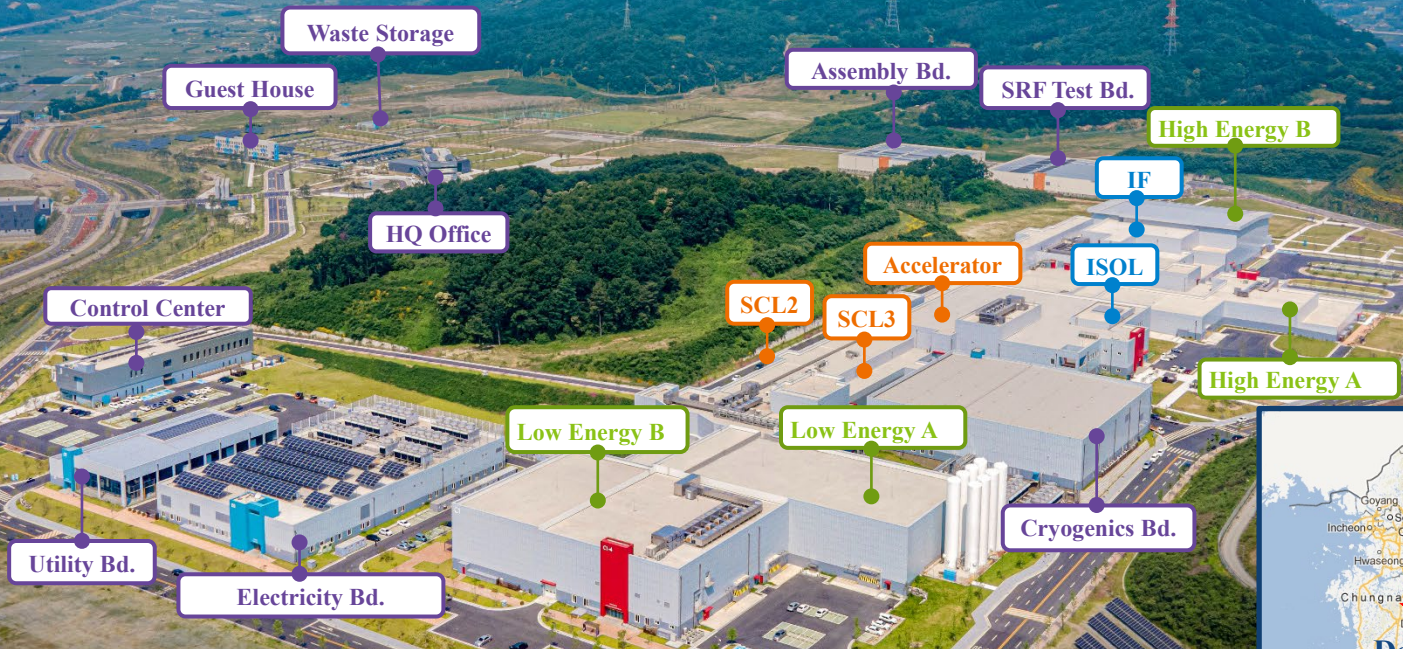 Waste Storage
Guest House
Assembly Bd.
SRF Test Bd.
High Energy B
IF
HQ Office
Accelerator
ISOL
Control Center
SCL2
SCL3
High Energy A
Low Energy B
Low Energy A
Cryogenics Bd.
Utility Bd.
Electricity Bd.
Goyang
Incheon
Hwaseong